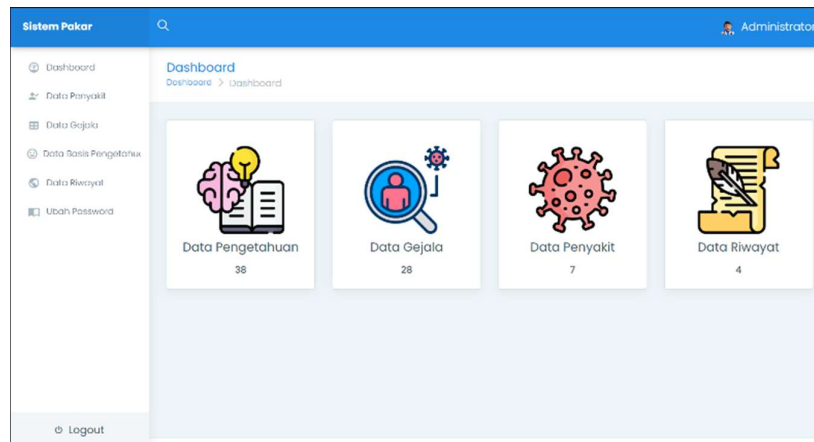 Sistem Pakar
Administrator
Dashboard
Data Penyakit
Data Gejala
Data Basis Pengetahua
Data Riwayat
Ubah Password
Logout
Dashboard
Dashboard > Dashboard
Data Pengetahuan
38
Data Gejala
28
Data Penyakit
7
Data Riwayat
4